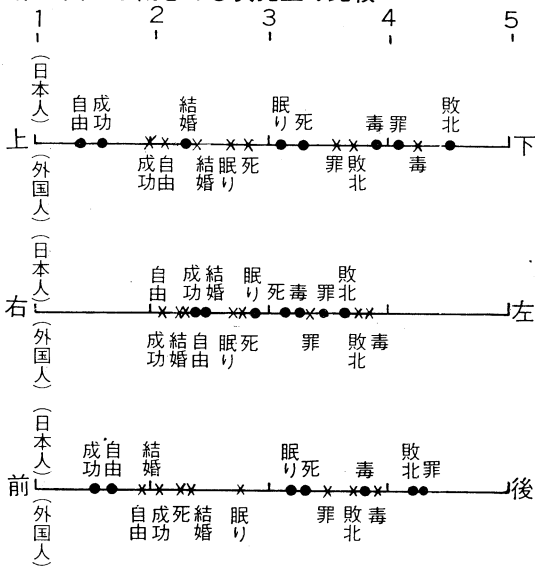 1 2 3 4 5
(日本人)
自由 成功 結婚 眠り 死 毒 罪 敗北
上 下
成功 自由 結婚 眠り 死 罪 敗北 毒
(外国人)
(日本人)
自由 成功 結婚 眠り 死 毒 罪 敗北
右 左
成功 結婚 自由 眠り 死 罪 敗北 毒
(外国人)
(日本人)
成功 自由 結婚 眠り 死 毒 敗北 罪
前 後
自由 成功 死 結婚 眠り 罪 敗北 毒
(外国人)